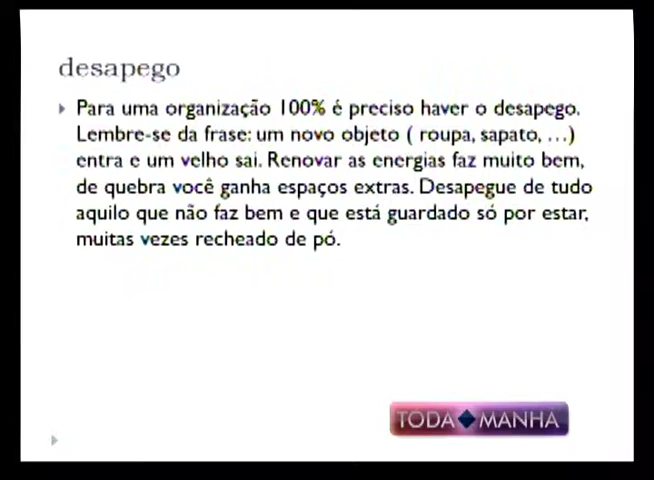 desapego
Para uma organização 100% é preciso haver o desapego.
Lembre-se da frase: um novo objeto ( roupa, sapato, ...)
entra e um velho sai. Renovar as energias faz muito bem,
de quebra você ganha espaços extras. Desapegue de tudo
aquilo que não faz bem e que está guardado só por estar,
muitas vezes recheado de pó.
TODA MANHA